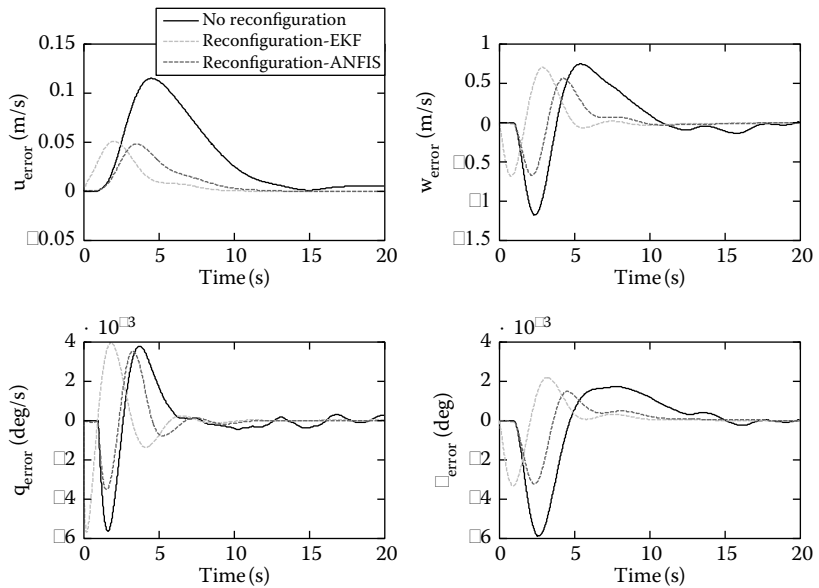 No reconfiguration
Reconfiguration-EKF
Reconfiguration-ANFIS
0.15
0.1
0.05
0
□0.05
u_error (m/s)
0 5 10 15 20
Time (s)
1
0.5
0
□0.5
□1
□1.5
w_error (m/s)
0 5 10 15 20
Time (s)
· 10^□3
4
2
0
□2
□4
□6
q_error (deg/s)
0 5 10 15 20
Time (s)
· 10^□3
4
2
0
□2
□4
□6
□_error (deg)
0 5 10 15 20
Time (s)